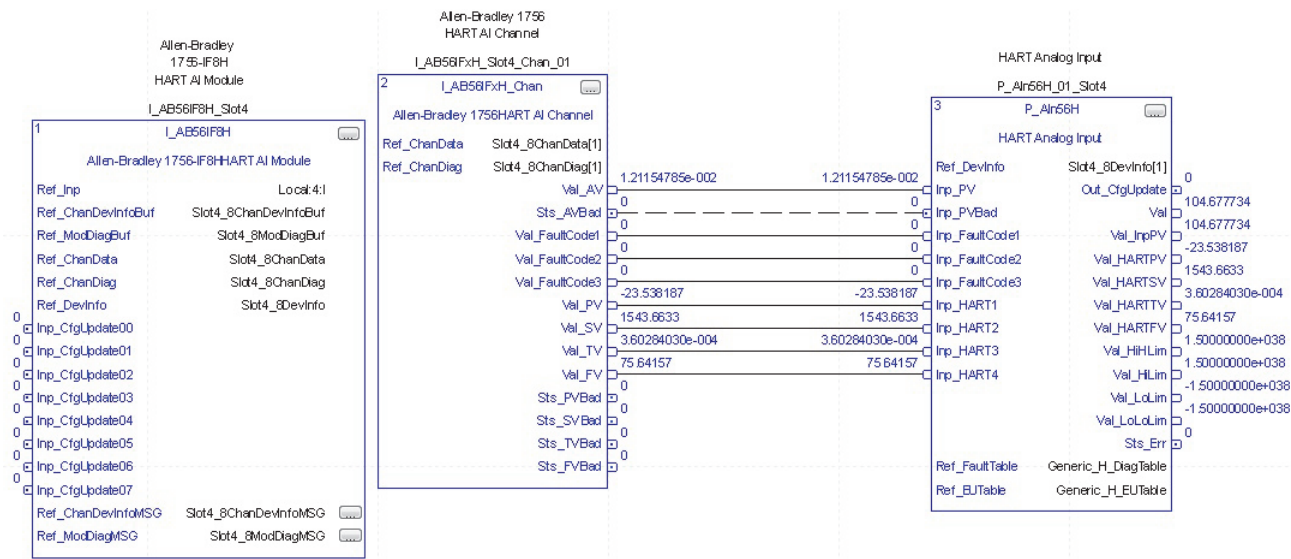 Allen-Bradley
1756-IF8H
HART AI Module
I_AB56IF8H_Slot4
1
I_AB56IF8H
...
Allen-Bradley 1756-IF8HHART AI Module
Ref_Inp Local:4:I
Ref_ChanDevInfoBuf Slot4_8ChanDevInfoBuf
Ref_ModDiagBuf Slot4_8ModDiagBuf
Ref_ChanData Slot4_8ChanData
Ref_ChanDiag Slot4_8ChanDiag
Ref_DevInfo Slot4_8DevInfo
0
Inp_CfgUpdate00
0
Inp_CfgUpdate01
0
Inp_CfgUpdate02
0
Inp_CfgUpdate03
0
Inp_CfgUpdate04
0
Inp_CfgUpdate05
0
Inp_CfgUpdate06
0
Inp_CfgUpdate07
Ref_ChanDevInfoMSG Slot4_8ChanDevInfoMSG ...
Ref_ModDiagMSG Slot4_8ModDiagMSG ...
Allen-Bradley 1756
HART AI Channel
I_AB56IFxH_Slot4_Chan_01
2
I_AB56IFxH_Chan
...
Allen-Bradley 1756HART AI Channel
Ref_ChanData Slot4_8ChanData[1]
Ref_ChanDiag Slot4_8ChanDiag[1]
1.21154785e-002 1.21154785e-002
Val_AV
0 0
Sts_AVBad
0 0
Val_FaultCode1
0 0
Val_FaultCode2
0 0
Val_FaultCode3
-23.538187 -23.538187
Val_PV
1543.6633 1543.6633
Val_SV
3.60284030e-004 3.60284030e-004
Val_TV
75.64157 75.64157
Val_FV
0
Sts_PVBad
0
Sts_SVBad
0
Sts_TVBad
0
Sts_FVBad
HART Analog Input
P_AIn56H_01_Slot4
3
P_AIn56H
...
HART Analog Input
Ref_DevInfo Slot4_8DevInfo[1]
0
Inp_PV Out_CfgUpdate
104.677734
Inp_PVBad Val
104.677734
Inp_FaultCode1 Val_InpPV
-23.538187
Inp_FaultCode2 Val_HARTPV
1543.6633
Inp_FaultCode3 Val_HARTSV
3.60284030e-004
Inp_HART1 Val_HARTTV
75.64157
Inp_HART2 Val_HARTFV
1.50000000e+038
Inp_HART3 Val_HiHiLim
1.50000000e+038
Inp_HART4 Val_HiLim
-1.50000000e+038
Val_LoLim
-1.50000000e+038
Val_LoLoLim
0
Sts_Err
Ref_FaultTable Generic_H_DiagTable
Ref_EUTable Generic_H_EUTable